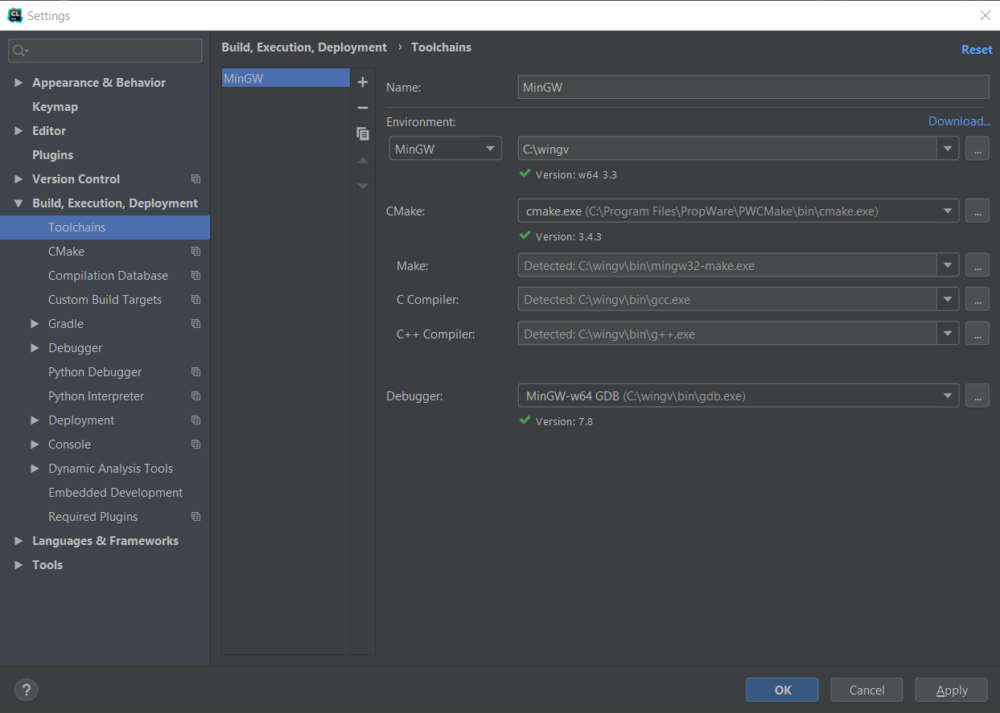 CL Settings
Build, Execution, Deployment › Toolchains
Reset
Appearance & Behavior
Keymap
Editor
Plugins
Version Control
Build, Execution, Deployment
Toolchains
CMake
Compilation Database
Custom Build Targets
Gradle
Debugger
Python Debugger
Python Interpreter
Deployment
Console
Dynamic Analysis Tools
Embedded Development
Required Plugins
Languages & Frameworks
Tools
MinGW
Name: MinGW
Environment: Download...
MinGW C:\wingv ...
Version: w64 3.3
CMake: cmake.exe (C:\Program Files\PropWare\PWCMake\bin\cmake.exe) ...
Version: 3.4.3
Make: Detected: C:\wingv\bin\mingw32-make.exe ...
C Compiler: Detected: C:\wingv\bin\gcc.exe ...
C++ Compiler: Detected: C:\wingv\bin\g++.exe ...
Debugger: MinGW-w64 GDB (C:\wingv\bin\gdb.exe) ...
Version: 7.8
? OK Cancel Apply